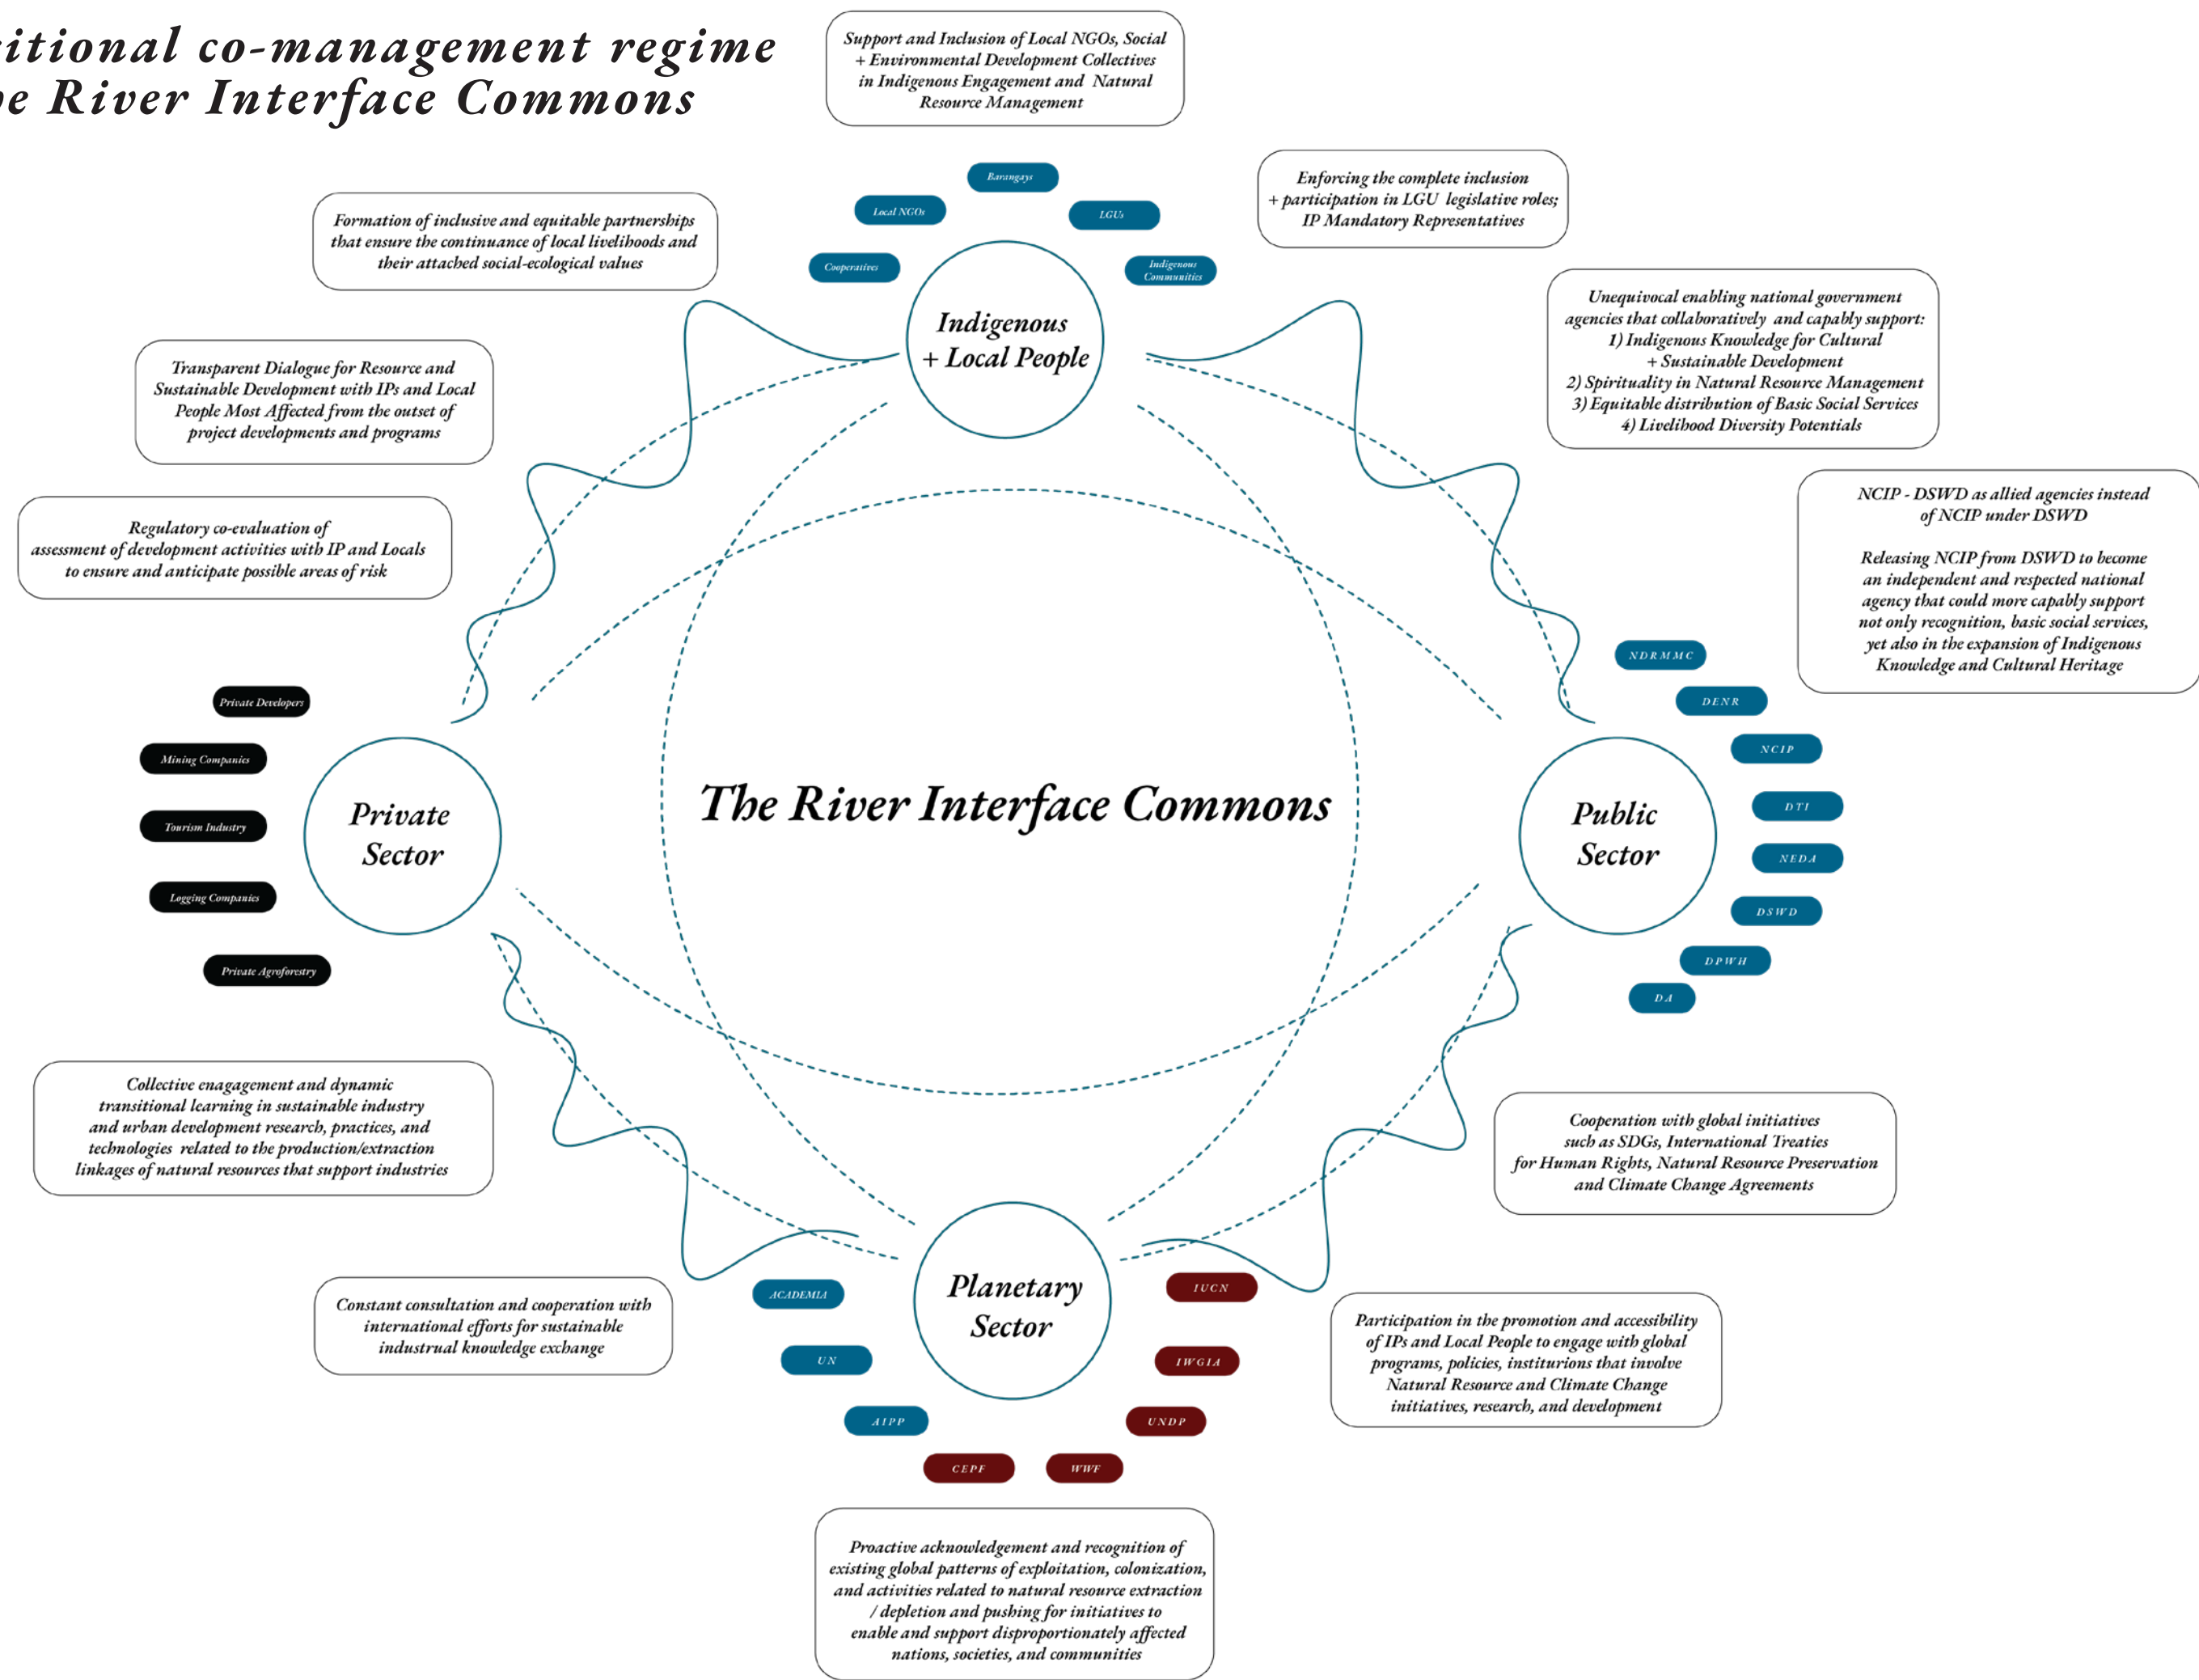 itional co-management regime
e River Interface Commons
Support and Inclusion of Local NGOs, Social
+ Environmental Development Collectives
in Indigenous Engagement and Natural
Resource Management
Barangays
Local NGOs
LGUs
Cooperatives
Indigenous
Communities
Enforcing the complete inclusion
+ participation in LGU legislative roles;
IP Mandatory Representatives
Formation of inclusive and equitable partnerships
that ensure the continuance of local livelihoods and
their attached social-ecological values
Indigenous
+ Local People
Unequivocal enabling national government
agencies that collaboratively and capably support:
1) Indigenous Knowledge for Cultural
+ Sustainable Development
2) Spirituality in Natural Resource Management
3) Equitable distribution of Basic Social Services
4) Livelihood Diversity Potentials
Transparent Dialogue for Resource and
Sustainable Development with IPs and Local
People Most Affected from the outset of
project developments and programs
NCIP - DSWD as allied agencies instead
of NCIP under DSWD
Releasing NCIP from DSWD to become
an independent and respected national
agency that could more capably support
not only recognition, basic social services,
yet also in the expansion of Indigenous
Knowledge and Cultural Heritage
Regulatory co-evaluation of
assessment of development activities with IP and Locals
to ensure and anticipate possible areas of risk
Private Developers
Mining Companies
Tourism Industry
Logging Companies
Private Agroforestry
Private
Sector
The River Interface Commons
Public
Sector
NDRMMC
DENR
NCIP
DTI
NEDA
DSWD
DPWH
DA
Collective enagagement and dynamic
transitional learning in sustainable industry
and urban development research, practices, and
technologies related to the production/extraction
linkages of natural resources that support industries
Cooperation with global initiatives
such as SDGs, International Treaties
for Human Rights, Natural Resource Preservation
and Climate Change Agreements
Constant consultation and cooperation with
international efforts for sustainable
industrual knowledge exchange
Planetary
Sector
ACADEMIA
UN
AIPP
CEPF
WWF
UNDP
IWGIA
IUCN
Participation in the promotion and accessibility
of IPs and Local People to engage with global
programs, policies, institurions that involve
Natural Resource and Climate Change
initiatives, research, and development
Proactive acknowledgement and recognition of
existing global patterns of exploitation, colonization,
and activities related to natural resource extraction
/ depletion and pushing for initiatives to
enable and support disproportionately affected
nations, societies, and communities